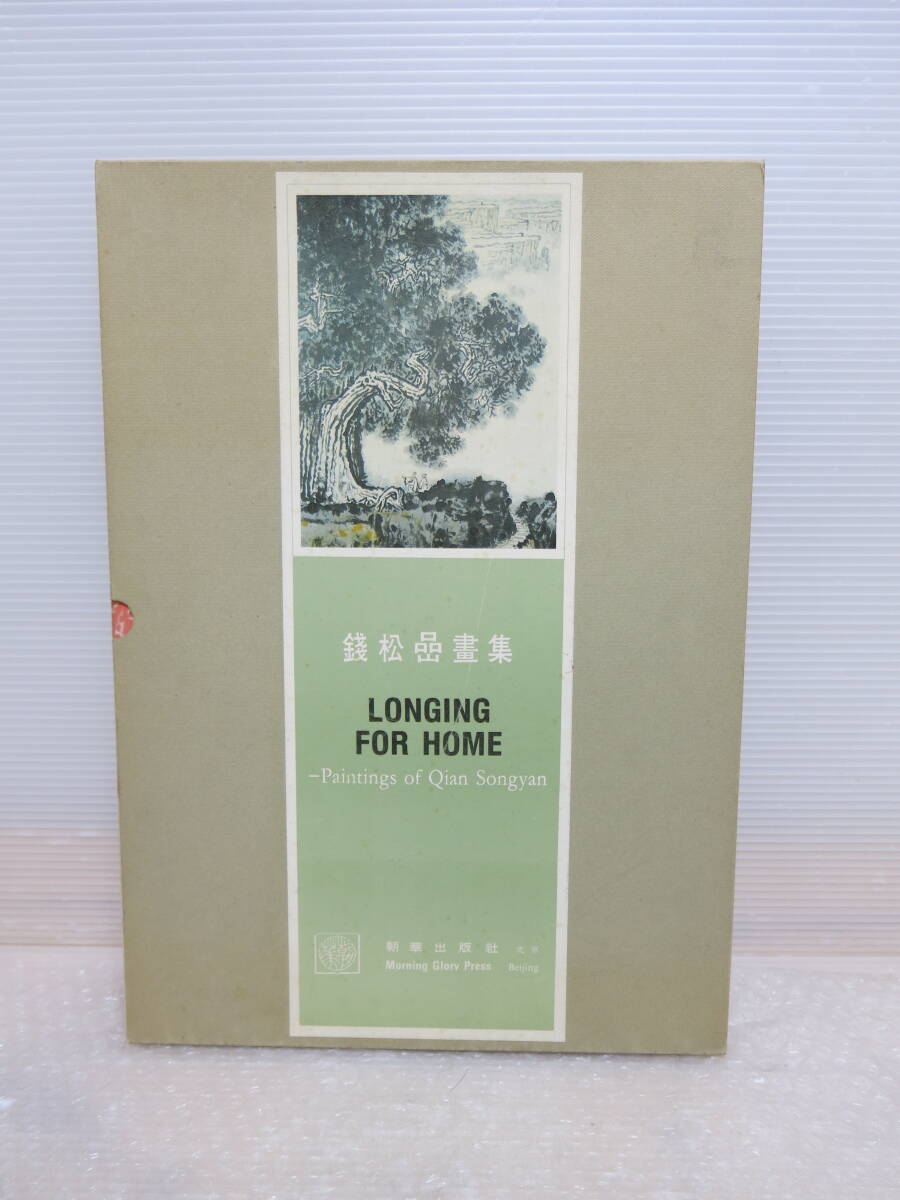 錢松嵒畫集
LONGING
FOR HOME
–Paintings of Qian Songyan
朝華出版社 北京
Morning Glory Press Beijing